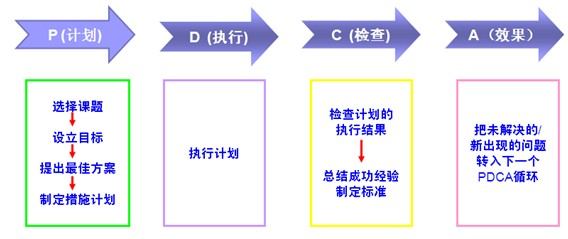 P (计划)
D (执行)
C (检查)
A（效果）
选择课题
设立目标
提出最佳方案
制定措施计划
执行计划
检查计划的
执行结果
总结成功经验
制定标准
把未解决的/
新出现的问题
转入下一个
PDCA循环